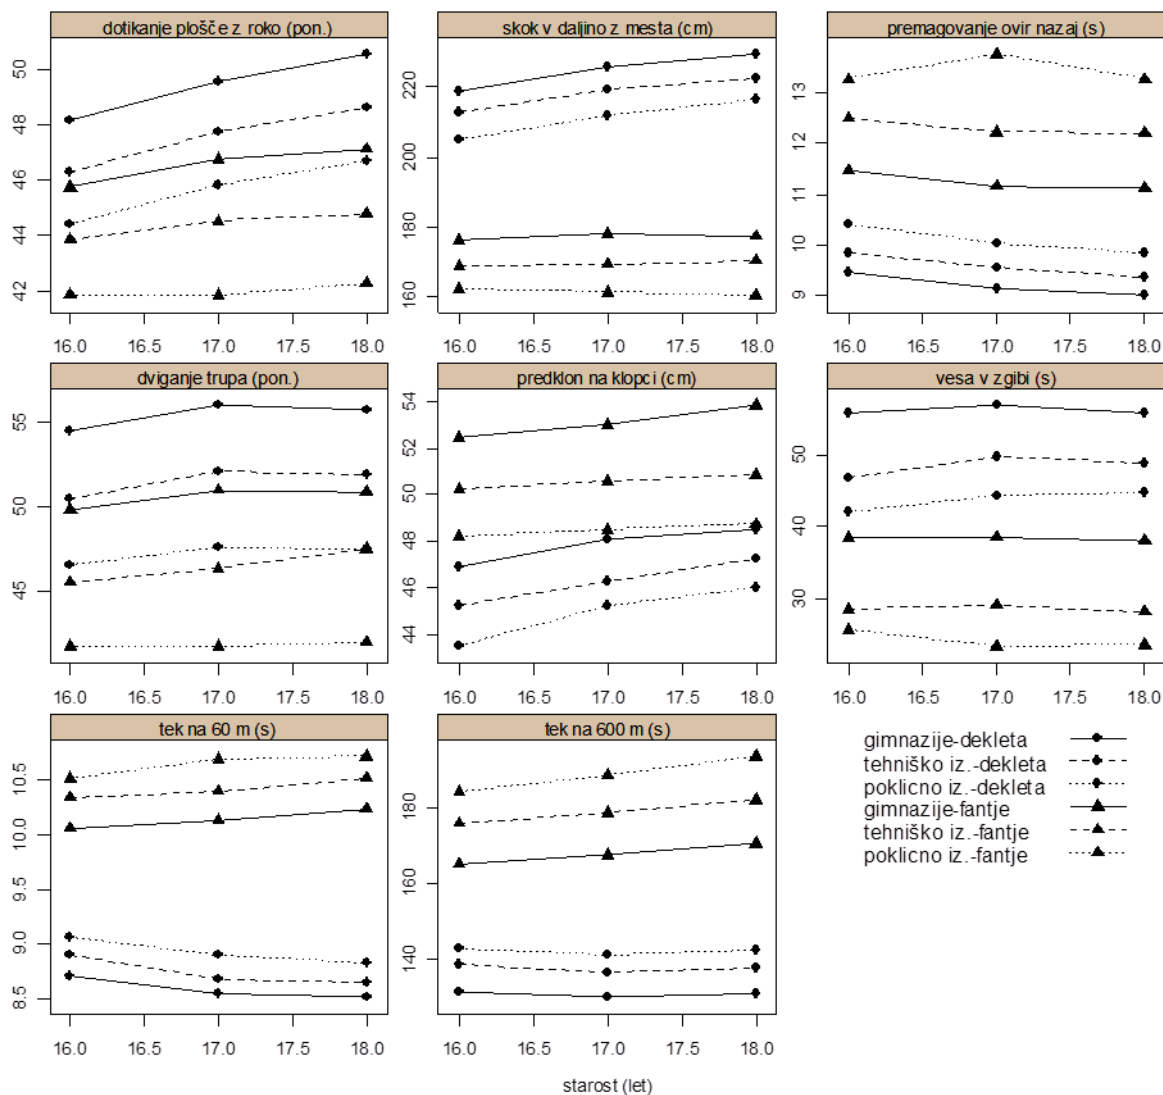 dotikanje plošče z roko (pon.)
skok v daljino z mesta (cm)
premagovanje ovir nazaj (s)
42 44 46 48 50
160 180 200 220
9 10 11 12 13
16.0 16.5 17.0 17.5 18.0
16.0 16.5 17.0 17.5 18.0
16.0 16.5 17.0 17.5 18.0
dviganje trupa (pon.)
predklon na klopci (cm)
vesa v zgibi (s)
45 50 55
44 46 48 50 52 54
30 40 50
16.0 16.5 17.0 17.5 18.0
16.0 16.5 17.0 17.5 18.0
16.0 16.5 17.0 17.5 18.0
tek na 60 m (s)
tek na 600 m (s)
8.5 9.0 9.5 10.0 10.5
140 160 180
16.0 16.5 17.0 17.5 18.0
16.0 16.5 17.0 17.5 18.0
gimnazije-dekleta
tehniško iz.-dekleta
poklicno iz.-dekleta
gimnazije-fantje
tehniško iz.-fantje
poklicno iz.-fantje
starost (let)